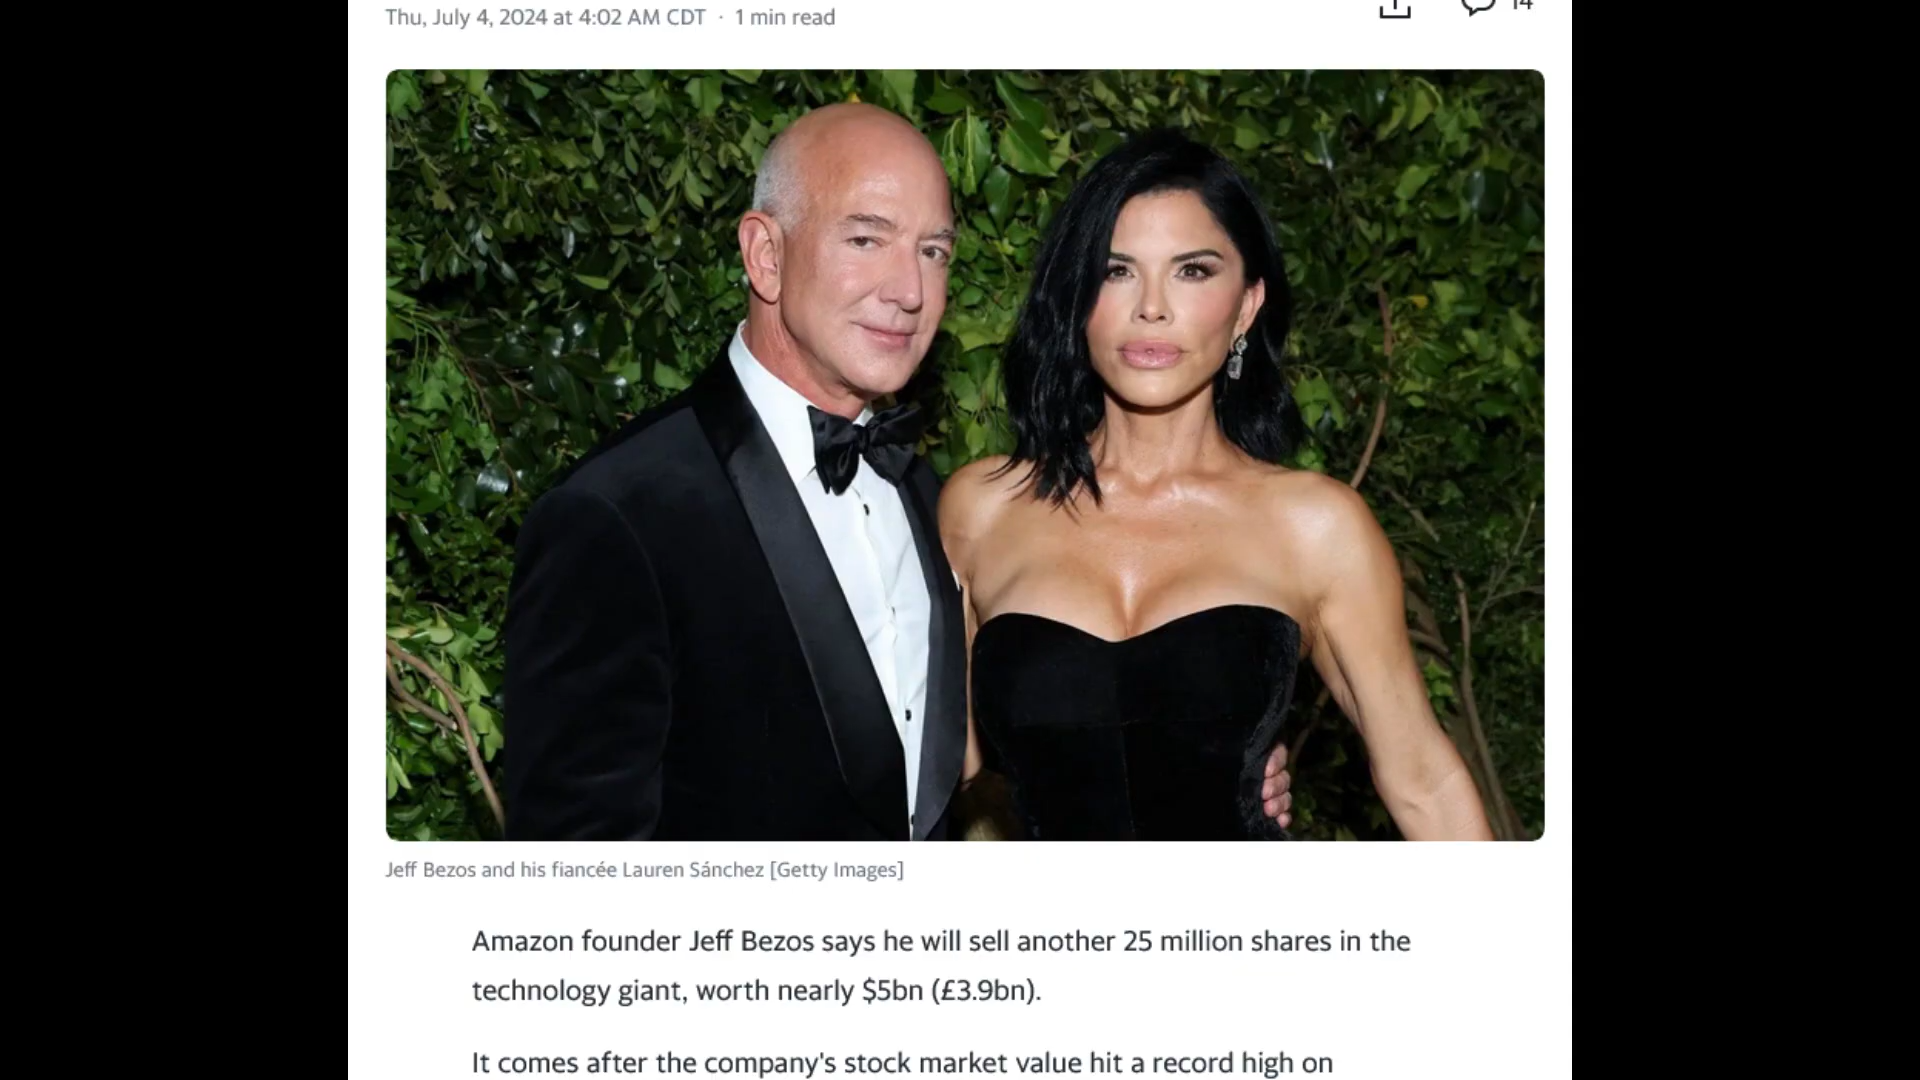 Thu, July 4, 2024 at 4:02 AM CDT · 1 min read
14
Jeff Bezos and his fiancée Lauren Sánchez [Getty Images]
Amazon founder Jeff Bezos says he will sell another 25 million shares in the
technology giant, worth nearly $5bn (£3.9bn).
It comes after the company's stock market value hit a record high on